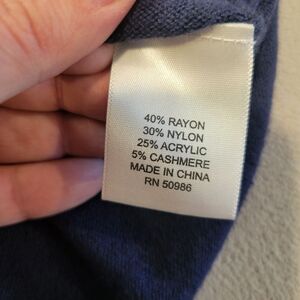 40% RAYON
30% NYLON
25% ACRYLIC
5% CASHMERE
MADE IN CHINA
RN 50986